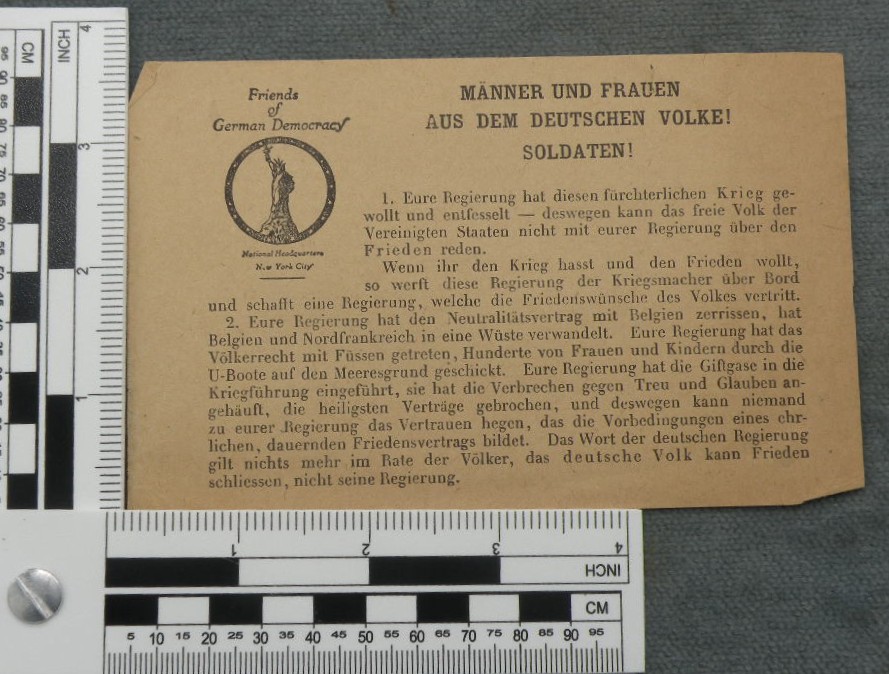 Friends
of
German Democracy
National Headquarters
New York City
MÄNNER UND FRAUEN
AUS DEM DEUTSCHEN VOLKE!
SOLDATEN!
1. Eure Regierung hat diesen fürchterlichen Krieg ge-
wollt und entfesselt — deswegen kann das freie Volk der
Vereinigten Staaten nicht mit eurer Regierung über den
Frieden reden.
Wenn ihr den Krieg hasst und den Frieden wollt,
so werft diese Regierung der Kriegsmacher über Bord
und schafft eine Regierung, welche die Friedenswünsche des Volkes vertritt.
2. Eure Regierung hat den Neutralitätsvertrag mit Belgien zerrissen, hat
Belgien und Nordfrankreich in eine Wüste verwandelt. Eure Regierung hat das
Völkerrecht mit Füssen getreten, Hunderte von Frauen und Kindern durch die
U-Boote auf den Meeresgrund geschickt. Eure Regierung hat die Giftgase in die
Kriegführung eingeführt, sie hat die Verbrechen gegen Treu und Glauben an-
gehäuft, die heiligsten Verträge gebrochen, und deswegen kann niemand
zu eurer Regierung das Vertrauen hegen, das die Vorbedingungen eines ehr-
lichen, dauernden Friedensvertrags bildet. Das Wort der deutschen Regierung
gilt nichts mehr im Rate der Völker, das deutsche Volk kann Frieden
schliessen, nicht seine Regierung.
CM
INCH
4
3
2
1
1 2 3 4
INCH
CM
5 10 15 20 25 30 35 40 45 50 55 60 65 70 75 80 85 90 95